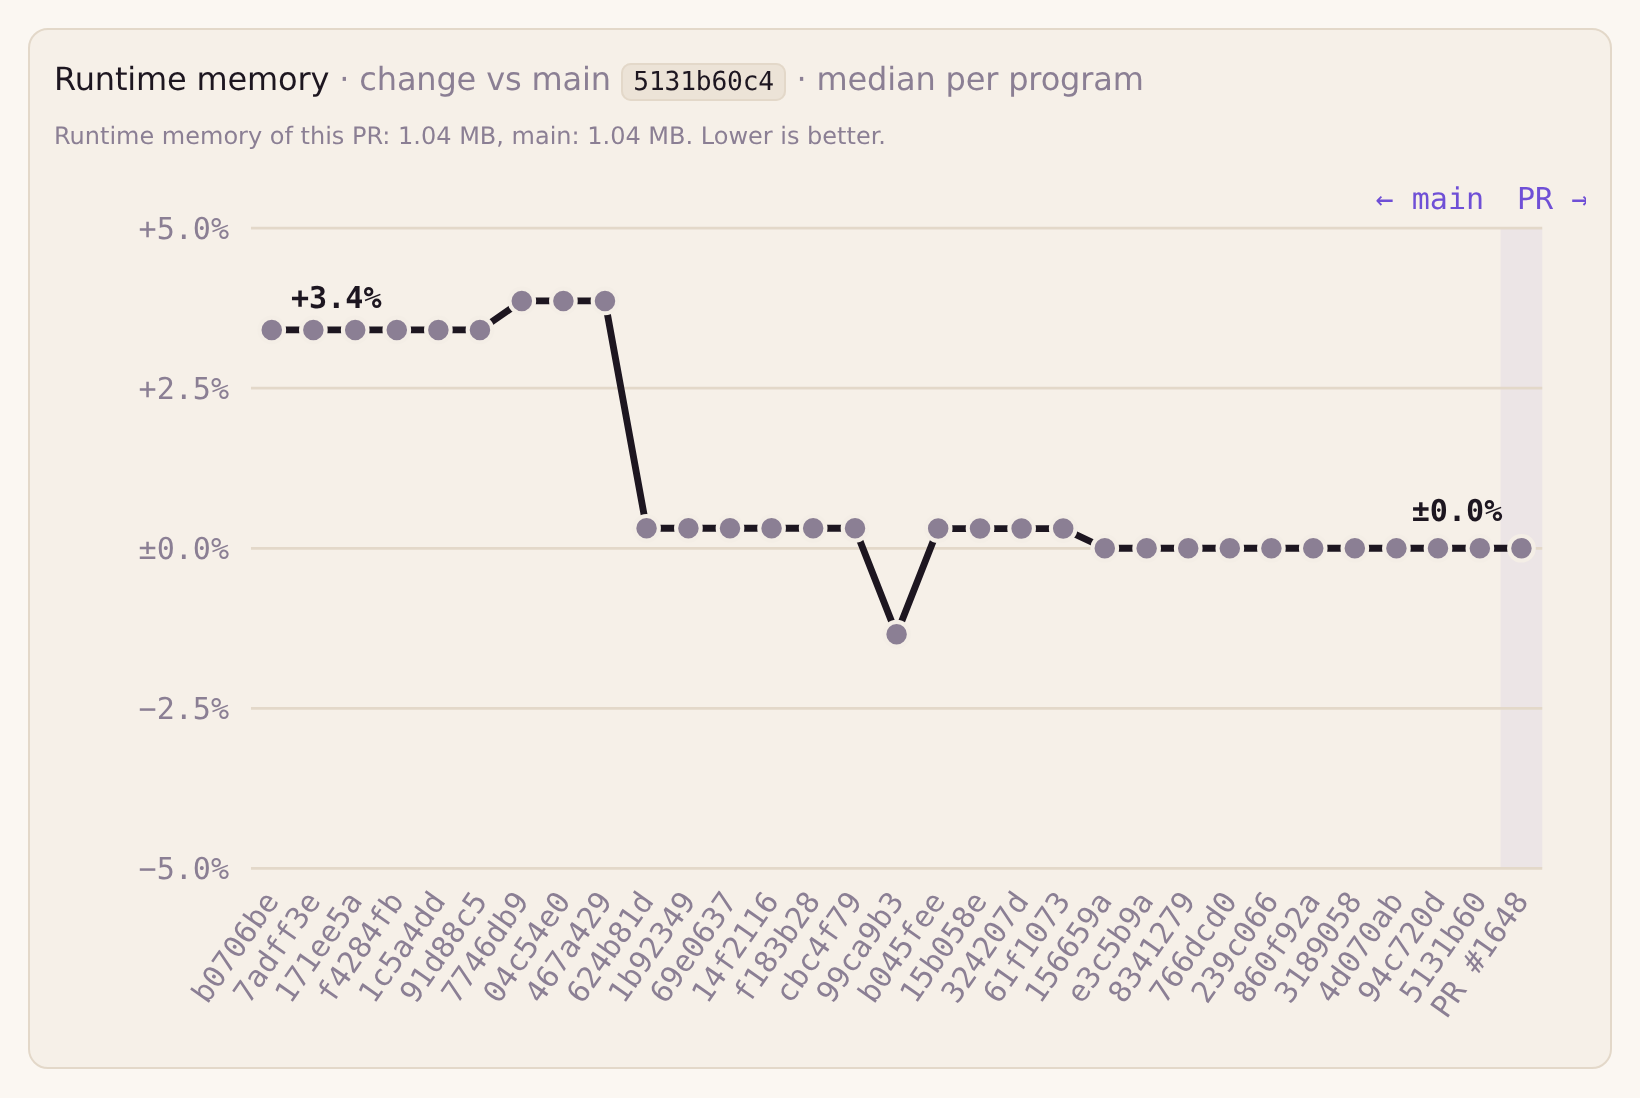 Runtime memory · change vs main 5131b60c4 · median per program
Runtime memory of this PR: 1.04 MB, main: 1.04 MB. Lower is better.
← main PR →
+5.0%
+3.4%
+2.5%
±0.0%
±0.0%
−2.5%
−5.0%
b0706be
7adff3e
171ee5a
f4284fb
1c5a4dd
91d88c5
7746db9
04c54e0
467a429
624b81d
1b92349
69e0637
14f2116
f183b28
cbc4f79
99ca9b3
b045fee
15b058e
324207d
61f1073
156659a
e3c5b9a
8341279
766dcd0
239c066
860f92a
3189058
4d070ab
94c720d
5131b60
PR #1648